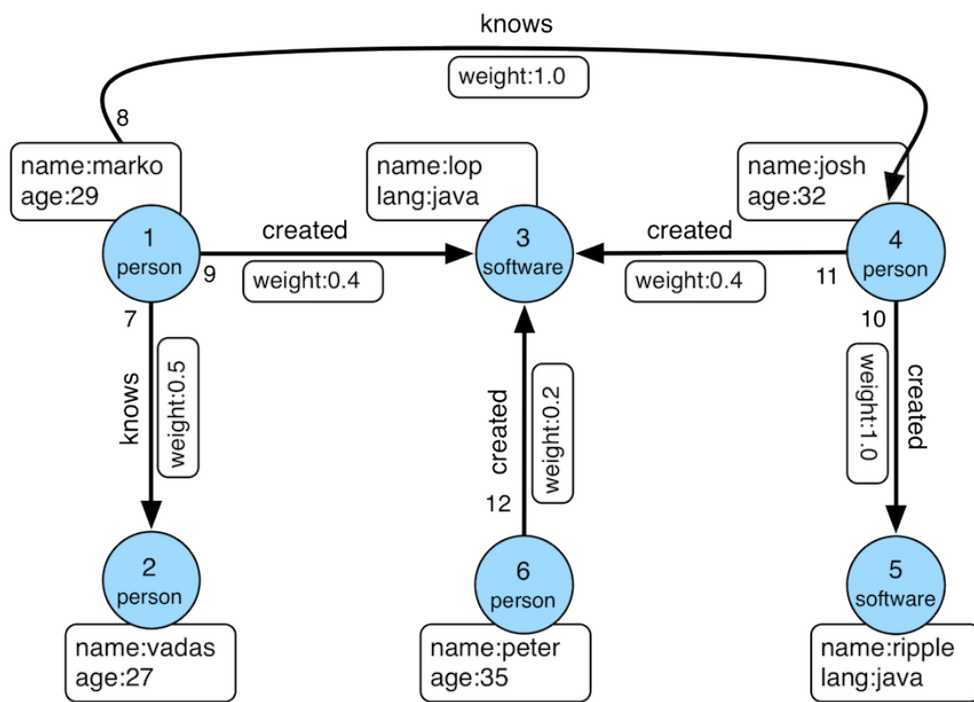 knows
weight:1.0
8
name:marko
age:29
name:lop
lang:java
name:josh
age:32
1
person
9
created
weight:0.4
3
software
created
weight:0.4
11
4
person
7
knows
weight:0.5
created
weight:0.2
12
10
weight:1.0
created
2
person
name:vadas
age:27
6
person
name:peter
age:35
5
software
name:ripple
lang:java